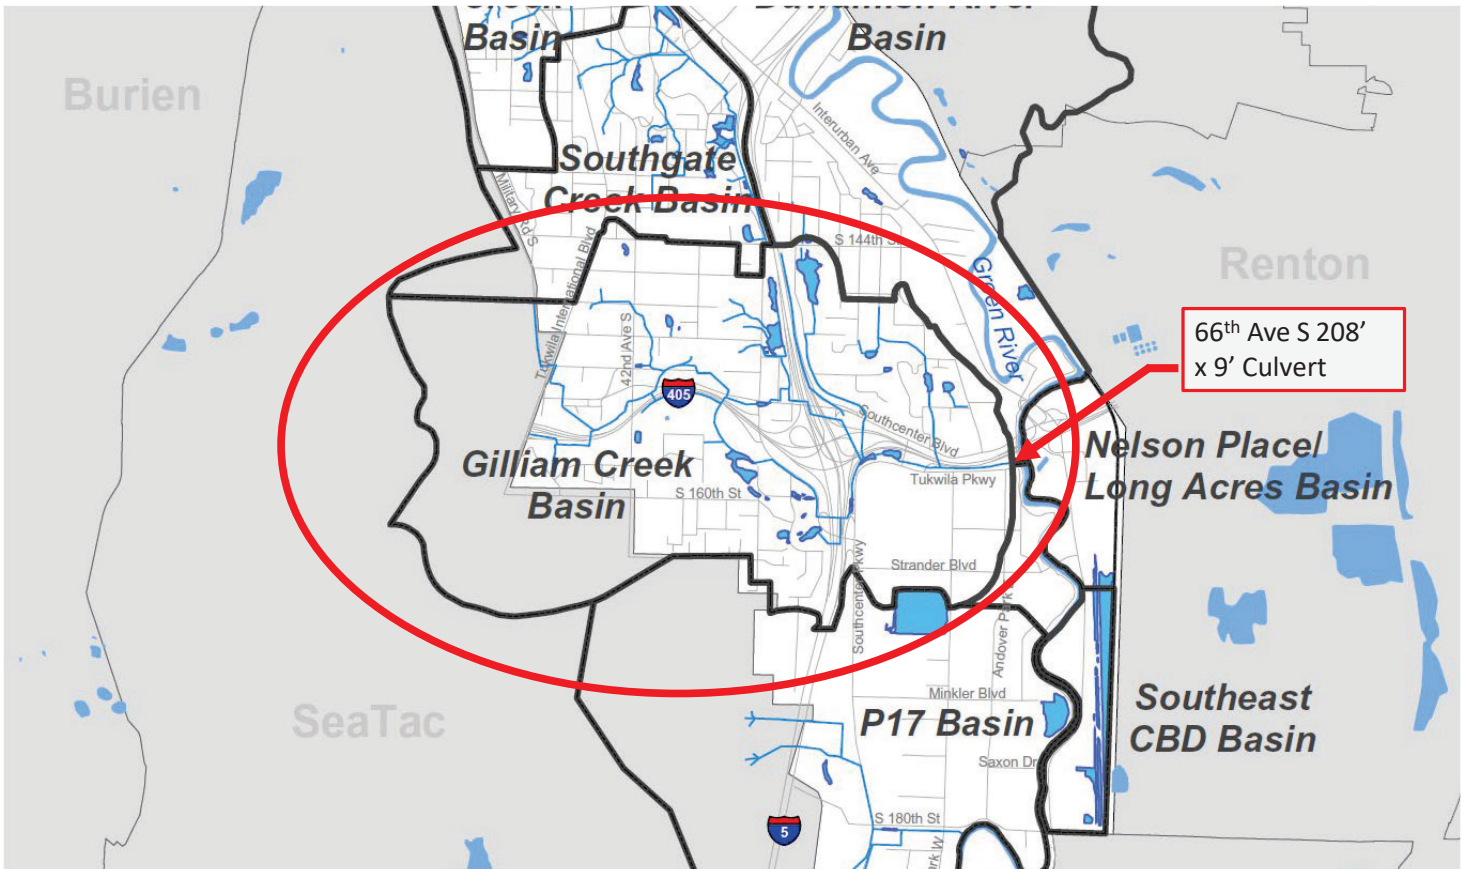 Basin
Basin
Burien
Interurban Ave
Southgate
Creek Basin
Military Rd S
S 144th St
Tukwila International Blvd
Green River
Renton
66th Ave S 208’
x 9’ Culvert
42nd Ave S
405
Southcenter Blvd
Nelson Place/
Long Acres Basin
Gilliam Creek
Basin
Tukwila Pkwy
S 160th St
Strander Blvd
Southcenter Pkwy
Andover Park
Minkler Blvd
Southeast
CBD Basin
SeaTac
P17 Basin
Saxon Dr
S 180th St
5